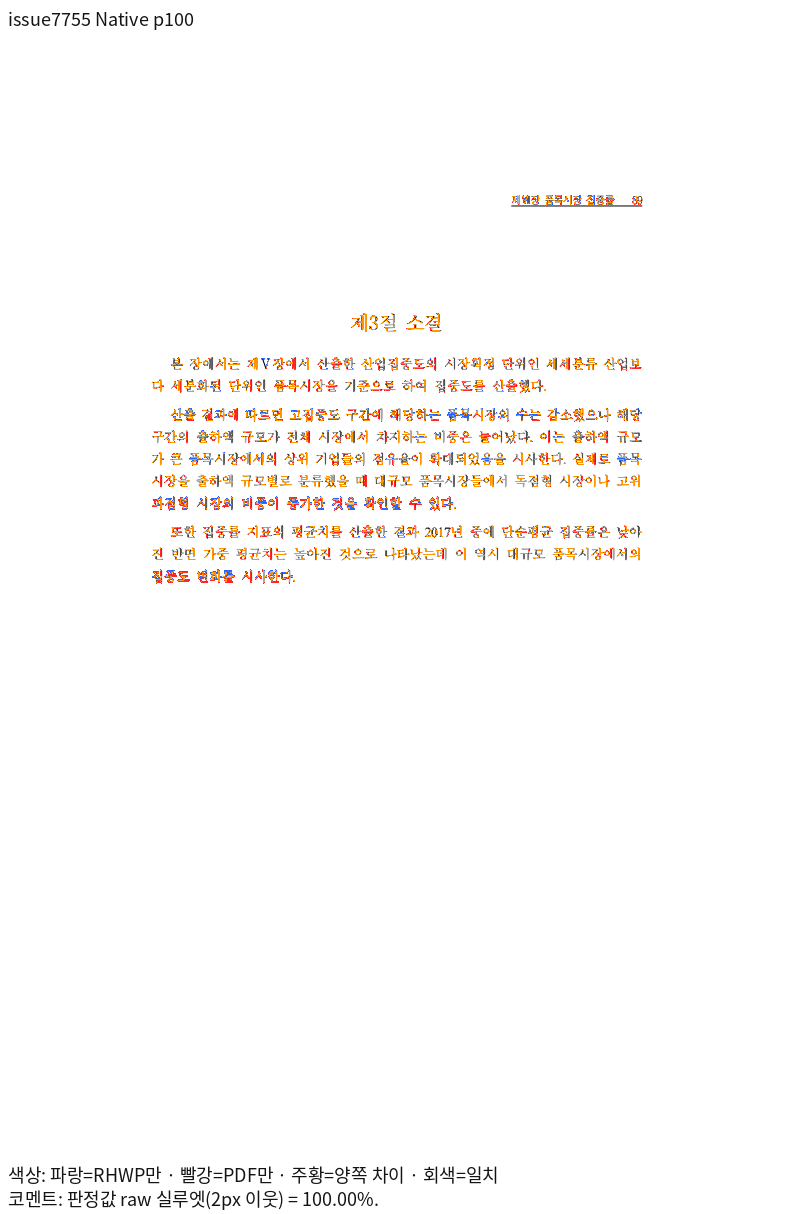 issue7755 Native p100
제Ⅶ장 품목시장 집중률 89
제3절 소결
본 장에서는 제Ⅴ장에서 산출한 산업집중도의 시장획정 단위인 세세분류 산업보
다 세분화된 단위인 품목시장을 기준으로 하여 집중도를 산출했다.
산출 결과에 따르면 고집중도 구간에 해당하는 품목시장의 수는 감소했으나 해당
구간의 출하액 규모가 전체 시장에서 차지하는 비중은 늘어났다. 이는 출하액 규모
가 큰 품목시장에서의 상위 기업들의 점유율이 확대되었음을 시사한다. 실제로 품목
시장을 출하액 규모별로 분류했을 때 대규모 품목시장들에서 독점형 시장이나 고위
과점형 시장의 비중이 증가한 것을 확인할 수 있다.
또한 집중률 지표의 평균치를 산출한 결과 2017년 중에 단순평균 집중률은 낮아
진 반면 가중 평균치는 높아진 것으로 나타났는데 이 역시 대규모 품목시장에서의
집중도 변화를 시사한다.
색상: 파랑=RHWP만 · 빨강=PDF만 · 주황=양쪽 차이 · 회색=일치
코멘트: 판정값 raw 실루엣(2px 이웃) = 100.00%.